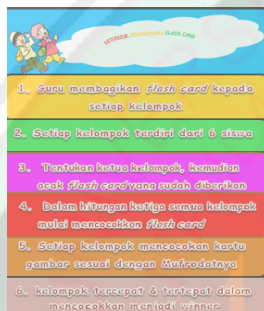 1. Guru membagikan flash card kepada
setiap kelompok
2. Setiap kelompok terdiri dari 6 siswa
3. Tentukan ketua kelompok, kemudian
acak flash card yang sudah diberikan
4. Dalam hitungan ketiga semua kelompok
mulai mencocokkan flash card
5. Setiap kelompok mencocokan kartu
gambar sesuai dengan Mufrodatnya
6. kelompok tercepat & tertepat dalam
mencocokkan menjadi winner